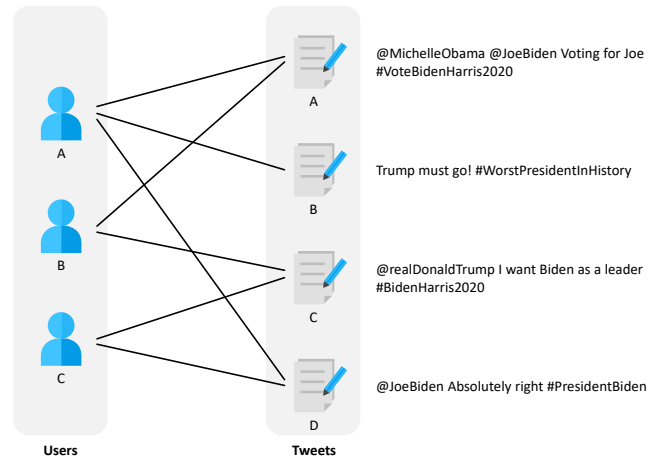 A
@MichelleObama @JoeBiden Voting for Joe
#VoteBidenHarris2020
A
B
Trump must go! #WorstPresidentInHistory
B
C
@realDonaldTrump I want Biden as a leader
#BidenHarris2020
C
D
@JoeBiden Absolutely right #PresidentBiden
Users
Tweets